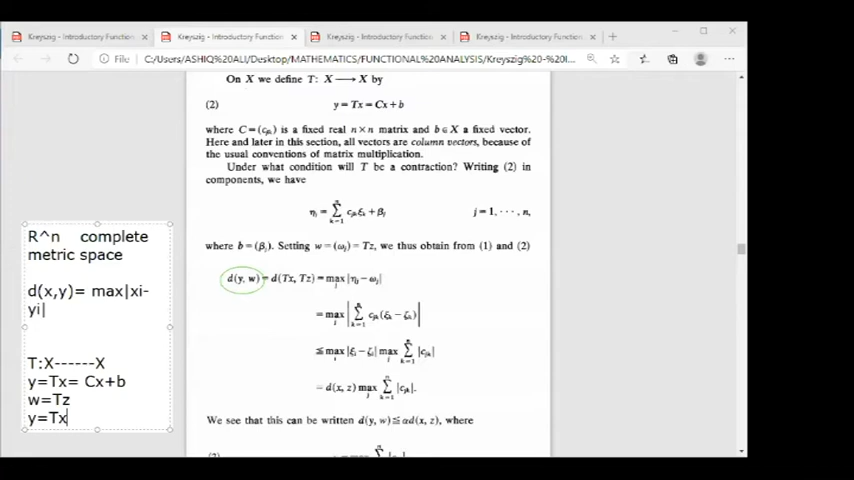 Kreyszig - Introductory Function
Kreyszig - Introductory Function
Kreyszig - Introductory Function
Kreyszig - Introductory Function
File
C:/Users/ASHIQ%20ALI/Desktop/MATHEMATICS/FUNCTIONAL%20ANALYSIS/Kreyszig%20-%20I...
On X we define T: X ⟶ X by
(2) y = Tx = Cx + b
where C = (c_jk) is a fixed real n × n matrix and b ∈ X a fixed vector.
Here and later in this section, all vectors are column vectors, because of
the usual conventions of matrix multiplication.
Under what condition will T be a contraction? Writing (2) in
components, we have
η_j = ∑_{k=1}^{n} c_jk ξ_k + β_j    j = 1, ⋯, n,
where b = (β_j). Setting w = (ω_j) = Tz, we thus obtain from (1) and (2)
d(y, w) = d(Tx, Tz) = max_j |η_j − ω_j|
= max_j |∑_{k=1}^{n} c_jk (ξ_k − ζ_k)|
≦ max_i |ξ_i − ζ_i| max_j ∑_{k=1}^{n} |c_jk|
= d(x, z) max_j ∑_{k=1}^{n} |c_jk|.
We see that this can be written d(y, w) ≦ αd(x, z), where
R^n complete
metric space
d(x,y)= max|xi-
yi|
T:X------X
y=Tx= Cx+b
w=Tz
y=Tx